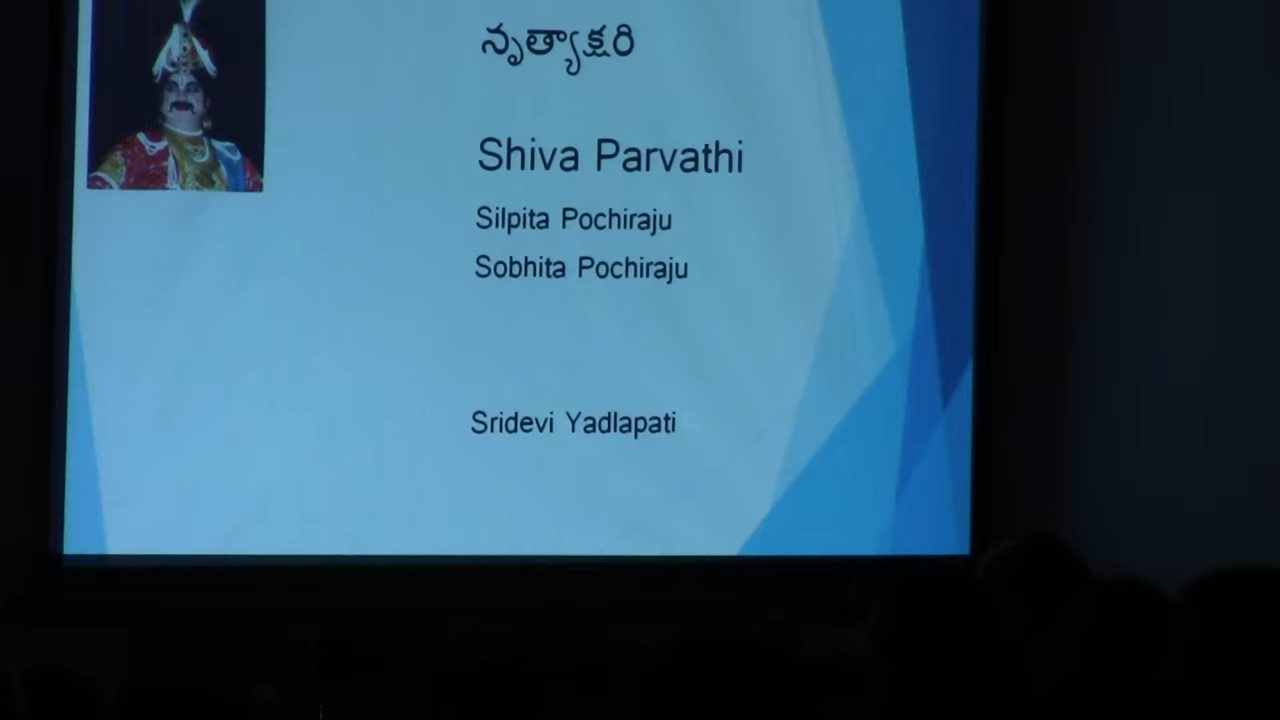 నృత్యాక్షరి
Shiva Parvathi
Silpita Pochiraju
Sobhita Pochiraju
Sridevi Yadlapati